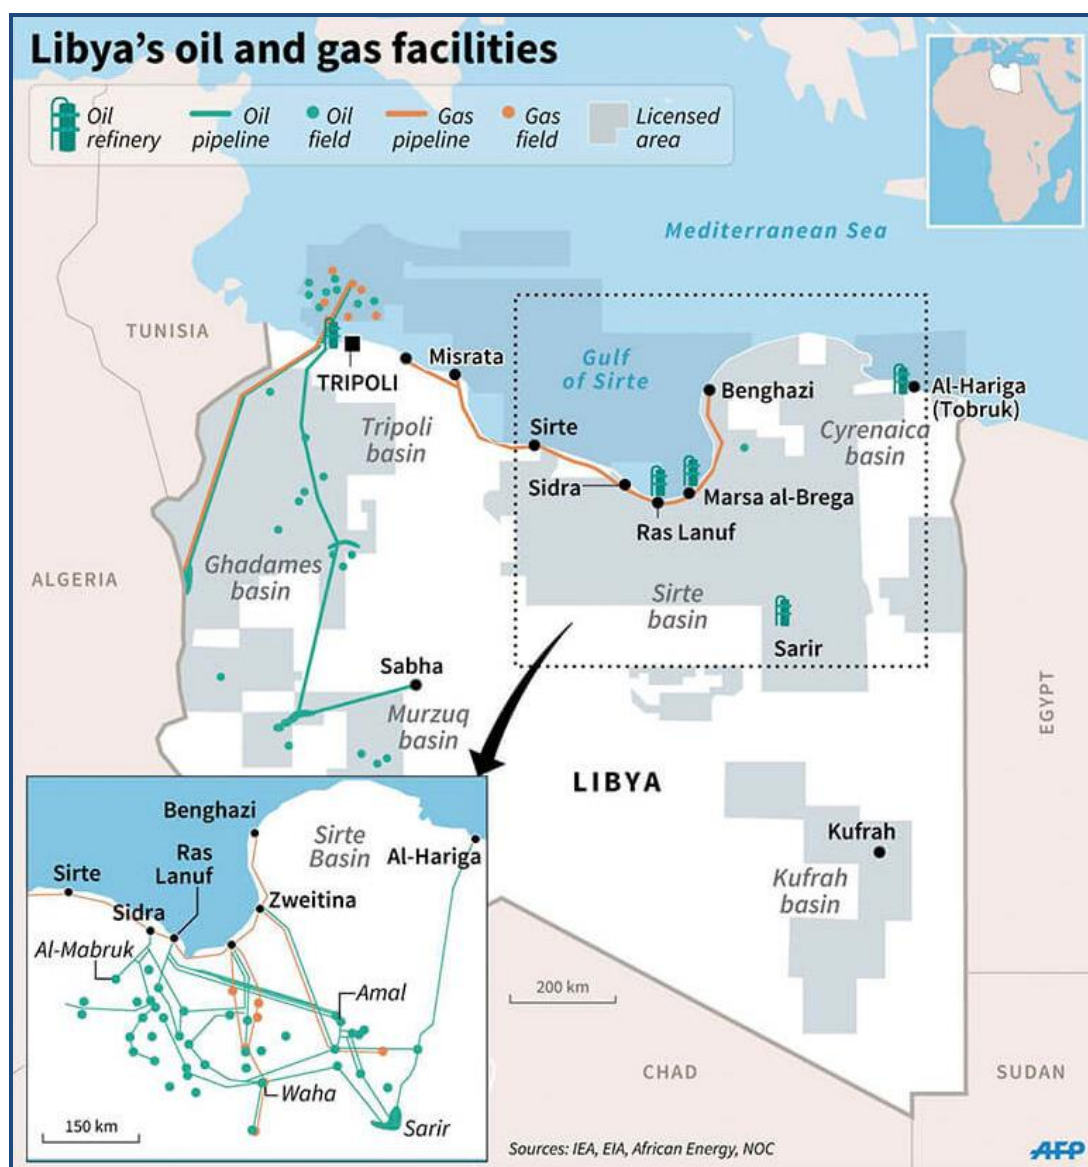 Libya's oil and gas facilities
Oil
refinery
Oil
pipeline
Oil
field
Gas
pipeline
Gas
field
Licensed
area
Mediterranean Sea
TUNISIA
TRIPOLI
Misrata
Gulf
of Sirte
Benghazi
Al-Hariga
(Tobruk)
Tripoli
basin
Sirte
Cyrenaica
basin
Sidra
Marsa al-Brega
Ras Lanuf
ALGERIA
Ghadames
basin
Sirte
basin
Sarir
Sabha
Murzuq
basin
EGYPT
LIBYA
Kufrah
Kufrah
basin
Benghazi
Sirte
Basin
Al-Hariga
Ras
Lanuf
Sirte
Zweitina
Sidra
Al-Mabruk
Amal
Waha
Sarir
150 km
200 km
CHAD
SUDAN
Sources: IEA, EIA, African Energy, NOC
AFP